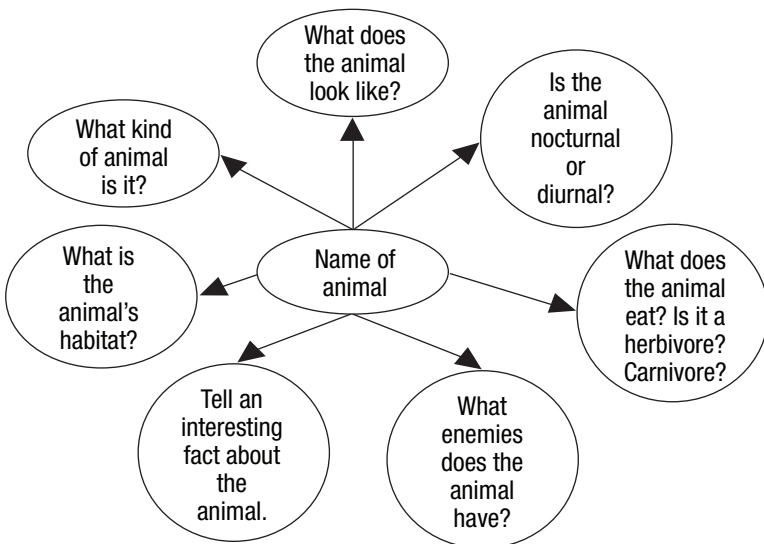 What does
the animal
look like?
Is the
animal
nocturnal
or
diurnal?
What kind
of animal
is it?
What is
the
animal's
habitat?
Name of
animal
What does
the animal
eat? Is it a
herbivore?
Carnivore?
Tell an
interesting
fact about
the
animal.
What
enemies
does the
animal
have?